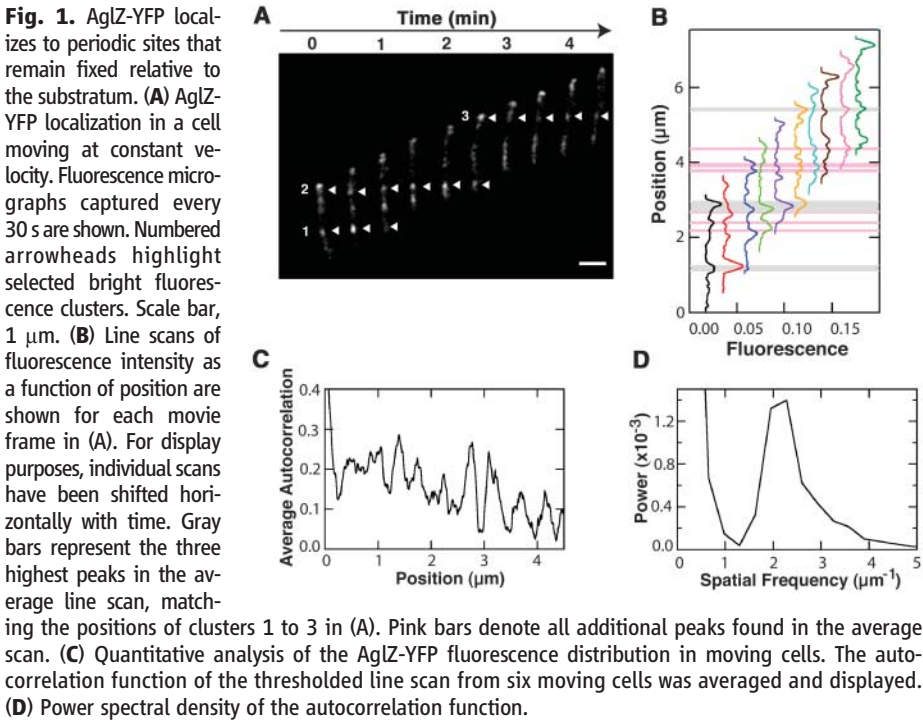 Fig. 1. AglZ-YFP local-
izes to periodic sites that
remain fixed relative to
the substratum. (A) AglZ-
YFP localization in a cell
moving at constant ve-
locity. Fluorescence micro-
graphs captured every
30 s are shown. Numbered
arrowheads highlight
selected bright fluores-
cence clusters. Scale bar,
1 μm. (B) Line scans of
fluorescence intensity as
a function of position are
shown for each movie
frame in (A). For display
purposes, individual scans
have been shifted hori-
zontally with time. Gray
bars represent the three
highest peaks in the av-
erage line scan, match-
ing the positions of clusters 1 to 3 in (A). Pink bars denote all additional peaks found in the average
scan. (C) Quantitative analysis of the AglZ-YFP fluorescence distribution in moving cells. The auto-
correlation function of the thresholded line scan from six moving cells was averaged and displayed.
(D) Power spectral density of the autocorrelation function.
A
Time (min)
0 1 2 3 4
3
2
1
B
Position (μm)
6
4
2
0
0.00 0.05 0.10 0.15
Fluorescence
C
Average Autocorrelation
0.4
0.3
0.2
0.1
0.0
0 1 2 3 4
Position (μm)
D
Power (x10-3)
1.2
0.8
0.4
0.0
0 1 2 3 4 5
Spatial Frequency (μm-1)